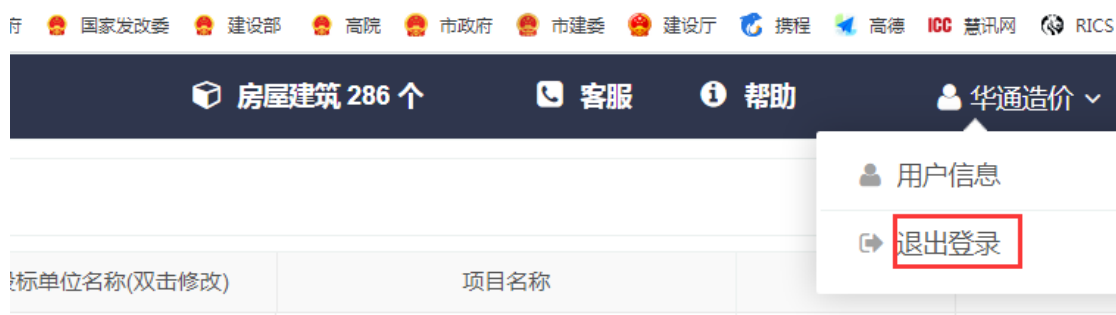 府 国家发改委 建设部 高院 市政府 市建委 建设厅 携程 高德 ICC 慧讯网 RICS
房屋建筑 286 个 客服 帮助 华通造价
用户信息
退出登录
标单位名称(双击修改) 项目名称